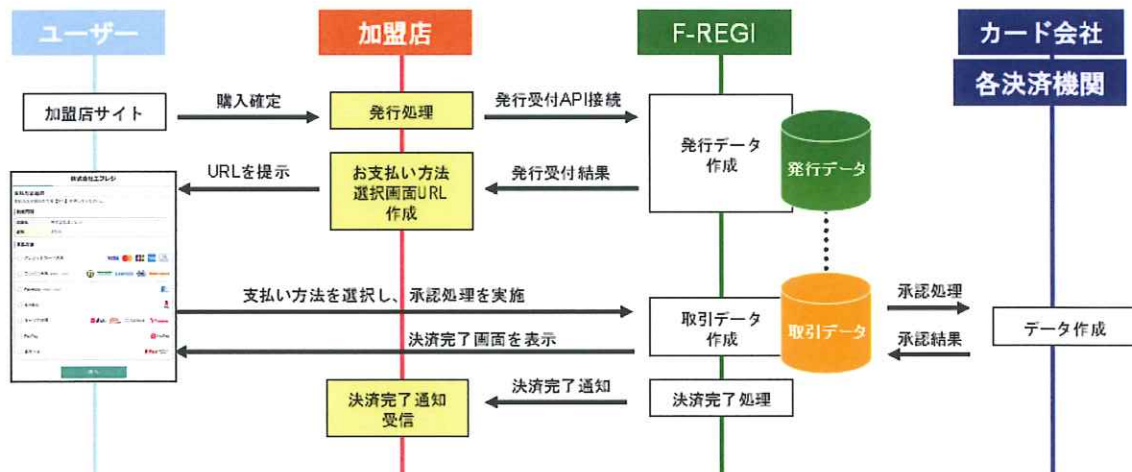 ユーザー
加盟店
F-REGI
カード会社
各決済機関
加盟店サイト
購入確定
発行処理
発行受付API接続
発行データ
作成
発行データ
URLを提示
お支払い方法
選択画面URL
作成
発行受付結果
株式会社エフレジ
支払い方法を選択し、承認処理を実施
取引データ
作成
取引データ
承認処理
承認結果
データ作成
決済完了画面を表示
決済完了通知
受信
決済完了通知
決済完了処理